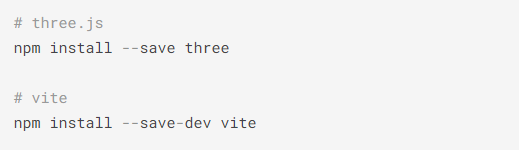 # three.js
npm install --save three
# vite
npm install --save-dev vite